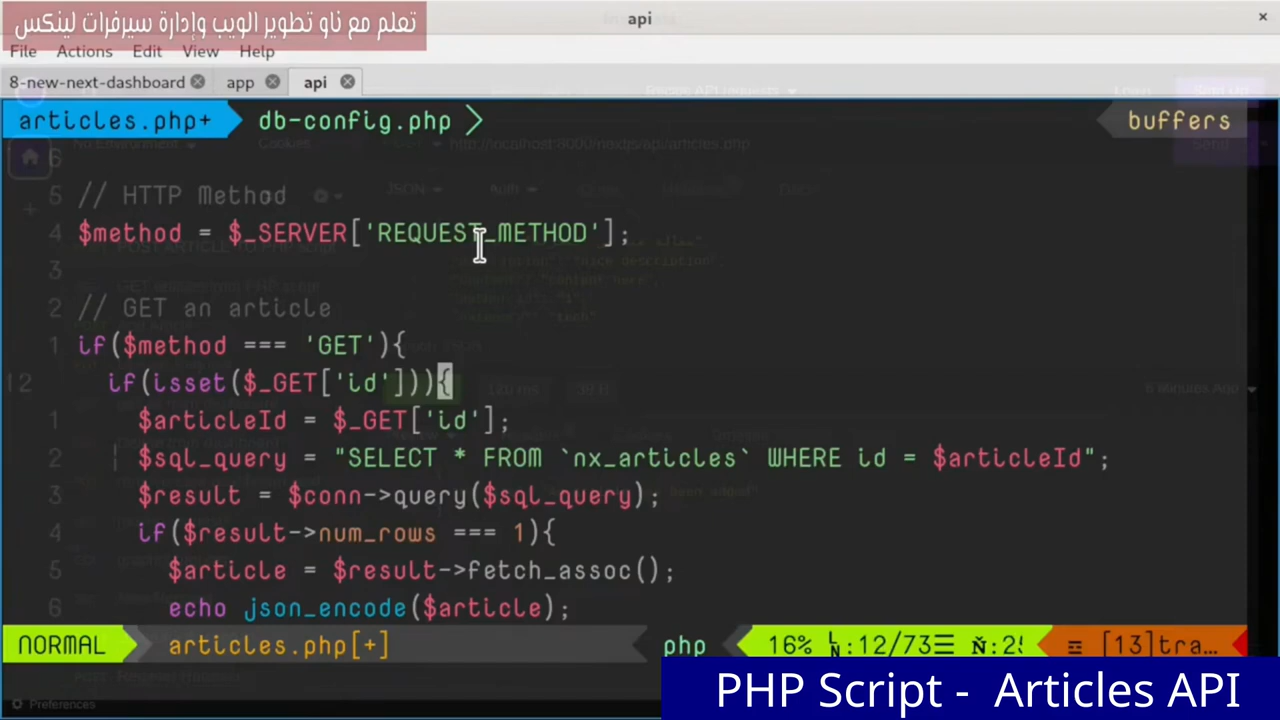 تعلم مع ناو تطوير الويب وإدارة سيرفرات لينكس
api
File Actions Edit View Help
8-new-next-dashboard app api
articles.php+ db-config.php buffers
6
5 // HTTP Method
4 $method = $_SERVER['REQUEST_METHOD'];
3
2 // GET an article
1 if($method === 'GET'){
12 if(isset($_GET['id'])){
1 $articleId = $_GET['id'];
2 ¦ $sql_query = "SELECT * FROM `nx_articles` WHERE id = $articleId";
3 $result = $conn->query($sql_query);
4 if($result->num_rows === 1){
5 $article = $result->fetch_assoc();
6 echo json_encode($article);
NORMAL articles.php[+] php 16% :12/73☰ [13]tra…
Preferences
PHP Script - Articles API